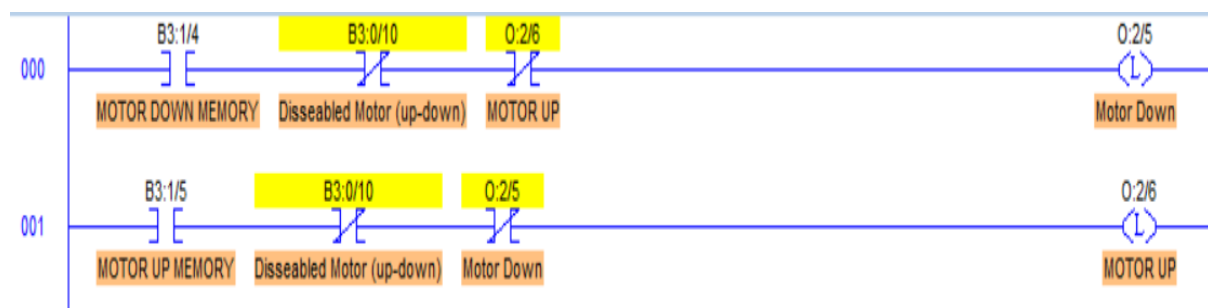 B3:1/4 B3:0/10 O:2/6 O:2/5
000 (L)
MOTOR DOWN MEMORY Disseabled Motor (up-down) MOTOR UP Motor Down
B3:1/5 B3:0/10 O:2/5 O:2/6
001 (L)
MOTOR UP MEMORY Disseabled Motor (up-down) Motor Down MOTOR UP